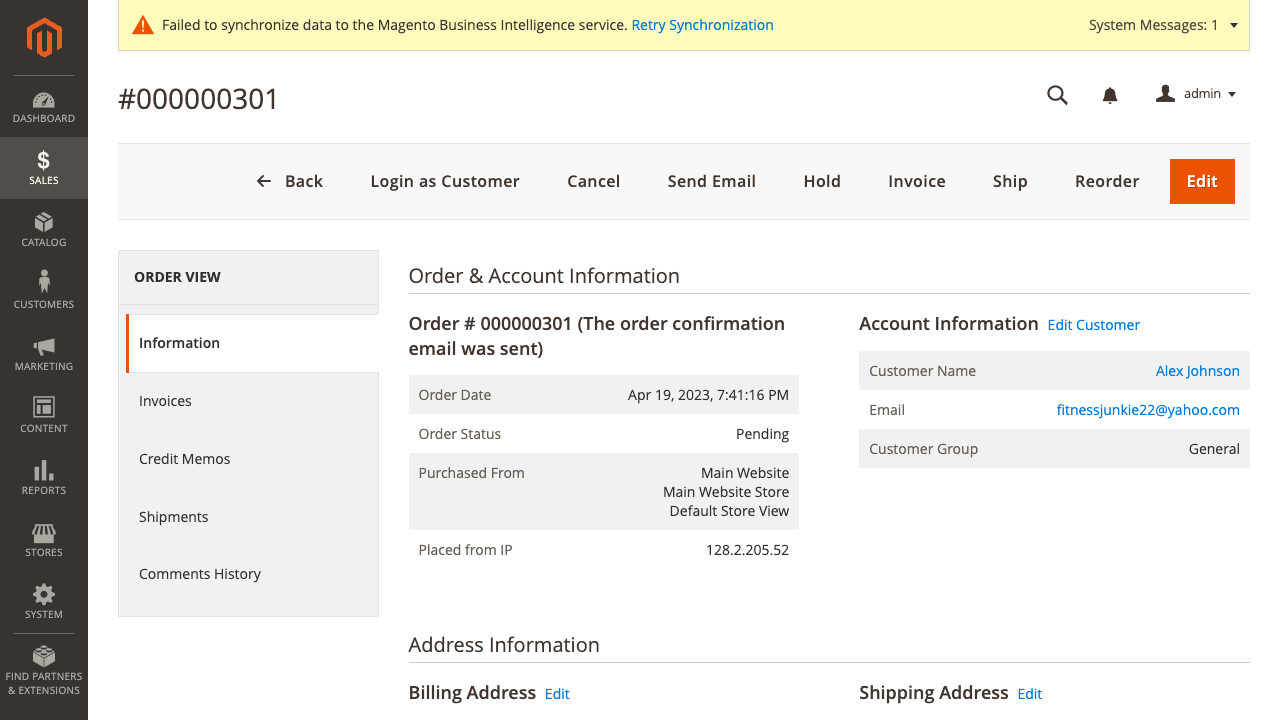 Failed to synchronize data to the Magento Business Intelligence service. Retry Synchronization
System Messages: 1
#000000301
admin
DASHBOARD
SALES
CATALOG
CUSTOMERS
MARKETING
CONTENT
REPORTS
STORES
SYSTEM
FIND PARTNERS
& EXTENSIONS
Back
Login as Customer
Cancel
Send Email
Hold
Invoice
Ship
Reorder
Edit
ORDER VIEW
Information
Invoices
Credit Memos
Shipments
Comments History
Order & Account Information
Order # 000000301 (The order confirmation
email was sent)
Order Date Apr 19, 2023, 7:41:16 PM
Order Status Pending
Purchased From Main Website
Main Website Store
Default Store View
Placed from IP 128.2.205.52
Account Information Edit Customer
Customer Name Alex Johnson
Email fitnessjunkie22@yahoo.com
Customer Group General
Address Information
Billing Address Edit
Shipping Address Edit